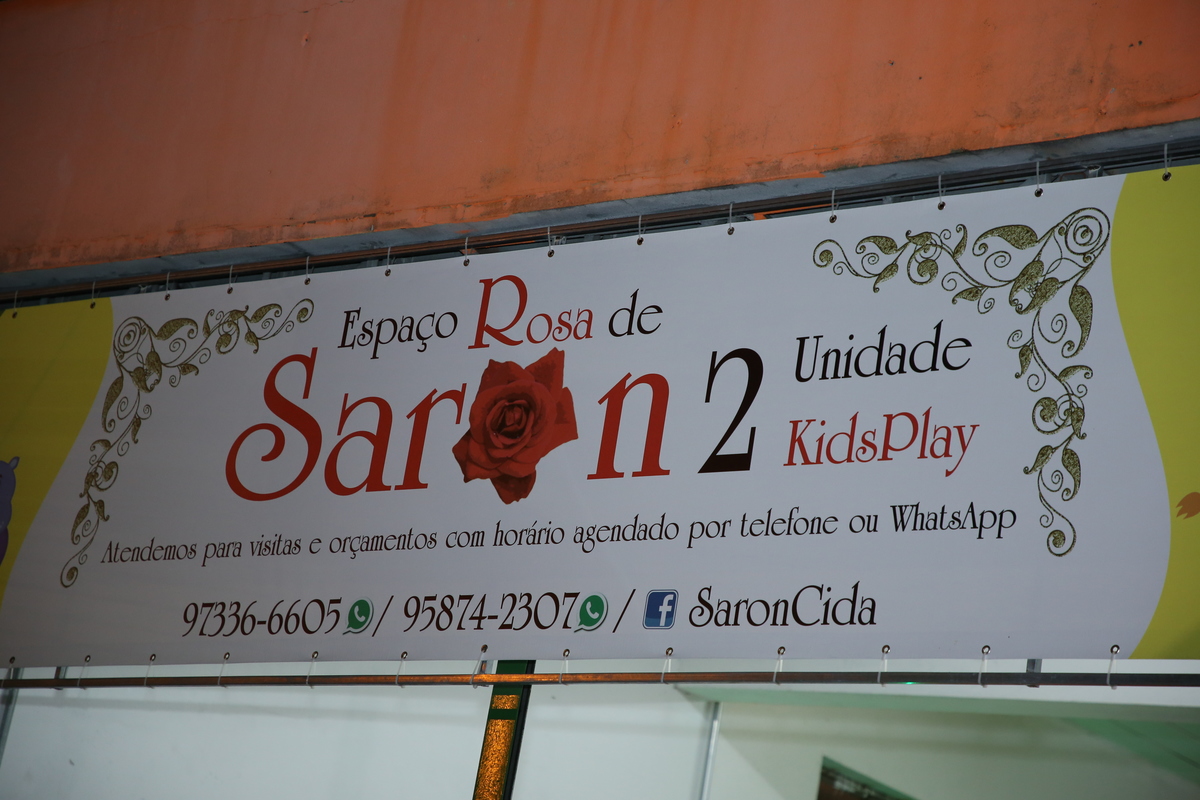 Espaço Rosa de
Saron 2
Unidade
KidsPlay
Atendemos para visitas e orçamentos com horário agendado por telefone ou WhatsApp
97336-6605 / 95874-2307 / f SaronCida